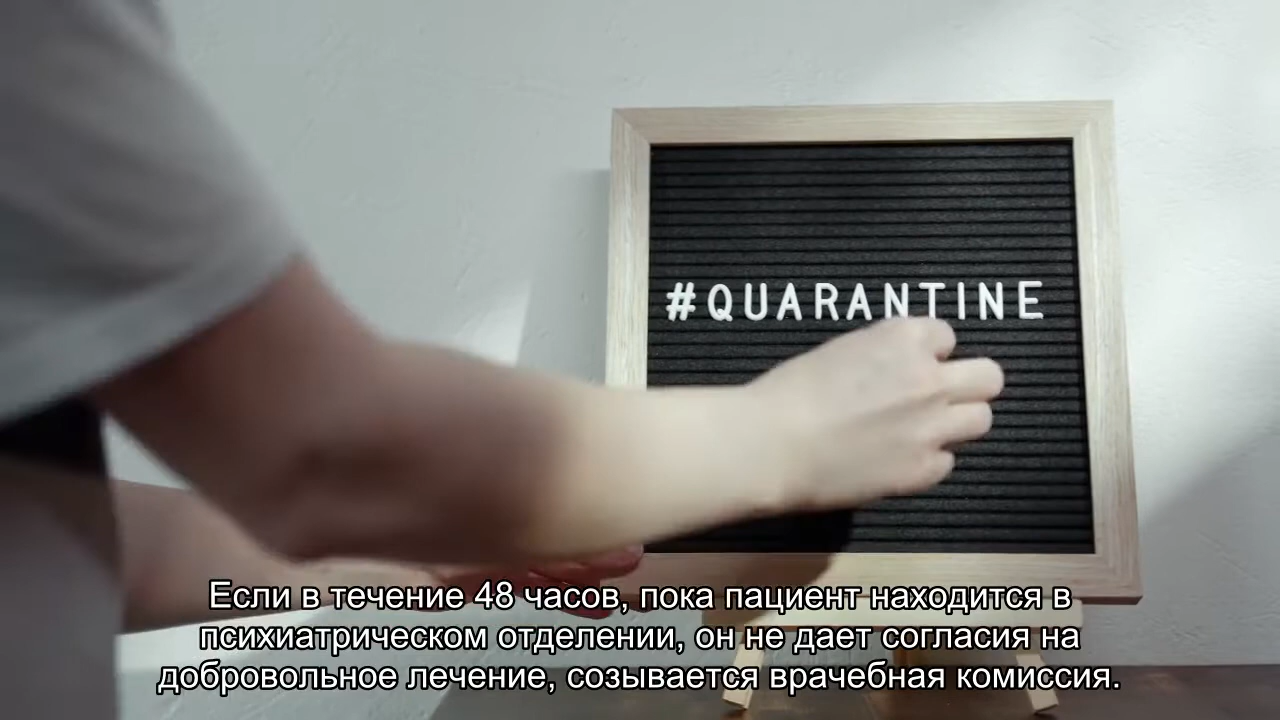 #QUARANTINE
Если в течение 48 часов, пока пациент находится в
психиатрическом отделении, он не дает согласия на
добровольное лечение, созывается врачебная комиссия.